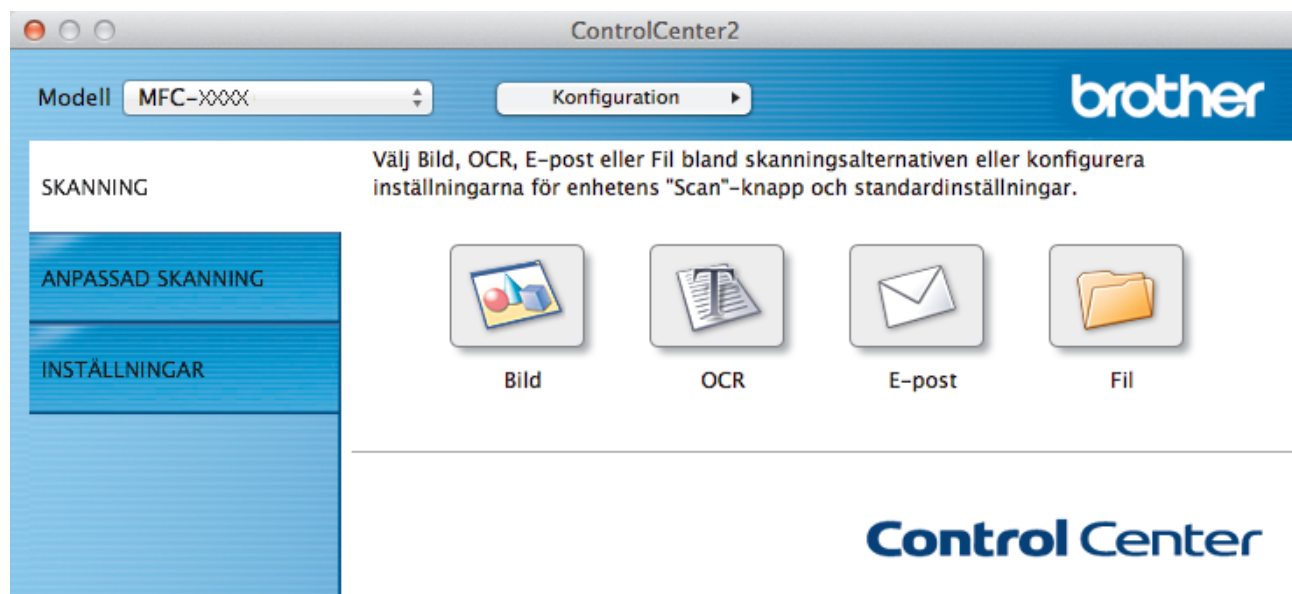 ControlCenter2
Modell MFC-XXXX Konfiguration
brother
SKANNING
ANPASSAD SKANNING
INSTÄLLNINGAR
Välj Bild, OCR, E-post eller Fil bland skanningsalternativen eller konfigurera
inställningarna för enhetens "Scan"-knapp och standardinställningar.
Bild OCR E-post Fil
Control Center